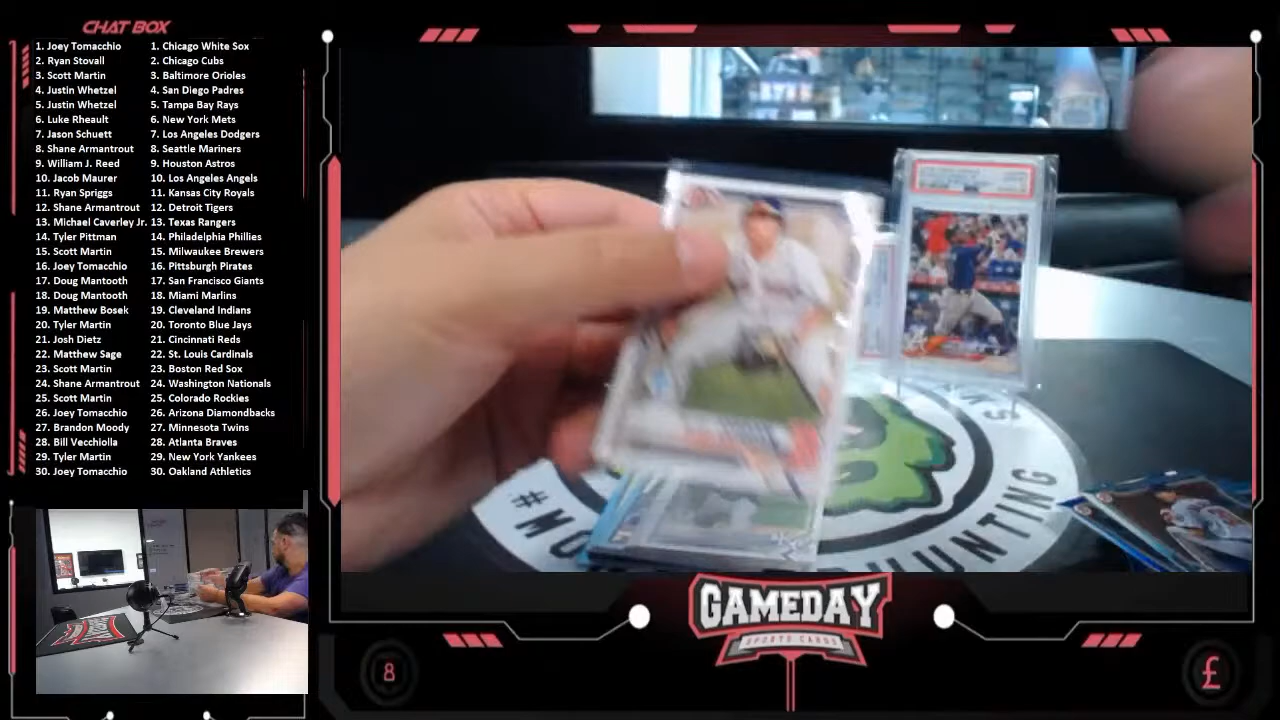 CHAT BOX
1. Joey Tomacchio 1. Chicago White Sox
2. Ryan Stovall 2. Chicago Cubs
3. Scott Martin 3. Baltimore Orioles
4. Justin Whetzel 4. San Diego Padres
5. Justin Whetzel 5. Tampa Bay Rays
6. Luke Rheault 6. New York Mets
7. Jason Schuett 7. Los Angeles Dodgers
8. Shane Armantrout 8. Seattle Mariners
9. William J. Reed 9. Houston Astros
10. Jacob Maurer 10. Los Angeles Angels
11. Ryan Spriggs 11. Kansas City Royals
12. Shane Armantrout 12. Detroit Tigers
13. Michael Caverley Jr. 13. Texas Rangers
14. Tyler Pittman 14. Philadelphia Phillies
15. Scott Martin 15. Milwaukee Brewers
16. Joey Tomacchio 16. Pittsburgh Pirates
17. Doug Mantooth 17. San Francisco Giants
18. Doug Mantooth 18. Miami Marlins
19. Matthew Bosek 19. Cleveland Indians
20. Tyler Martin 20. Toronto Blue Jays
21. Josh Dietz 21. Cincinnati Reds
22. Matthew Sage 22. St. Louis Cardinals
23. Scott Martin 23. Boston Red Sox
24. Shane Armantrout 24. Washington Nationals
25. Scott Martin 25. Colorado Rockies
26. Joey Tomacchio 26. Arizona Diamondbacks
27. Brandon Moody 27. Minnesota Twins
28. Bill Vecchiolla 28. Atlanta Braves
29. Tyler Martin 29. New York Yankees
30. Joey Tomacchio 30. Oakland Athletics
GAMEDAY
SPORTS CARDS
8
£